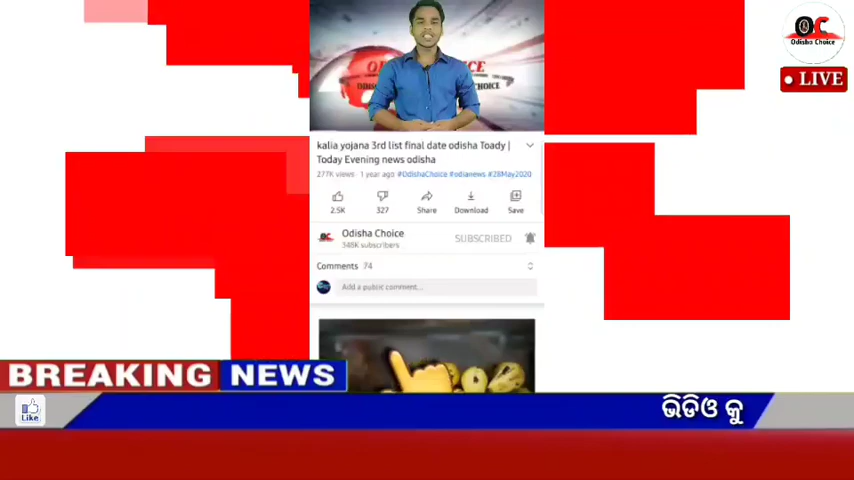 OC
Odisha Choice
LIVE
kalia yojana 3rd list final date odisha Toady |
Today Evening news odisha
277K views · 1 year ago #OdishaChoice #odianews #28May2020
2.5K
327
Share
Download
Save
Odisha Choice
348K subscribers
SUBSCRIBED
Comments 74
Add a public comment...
BREAKING NEWS
Like
ଭିଡିଓ କୁ